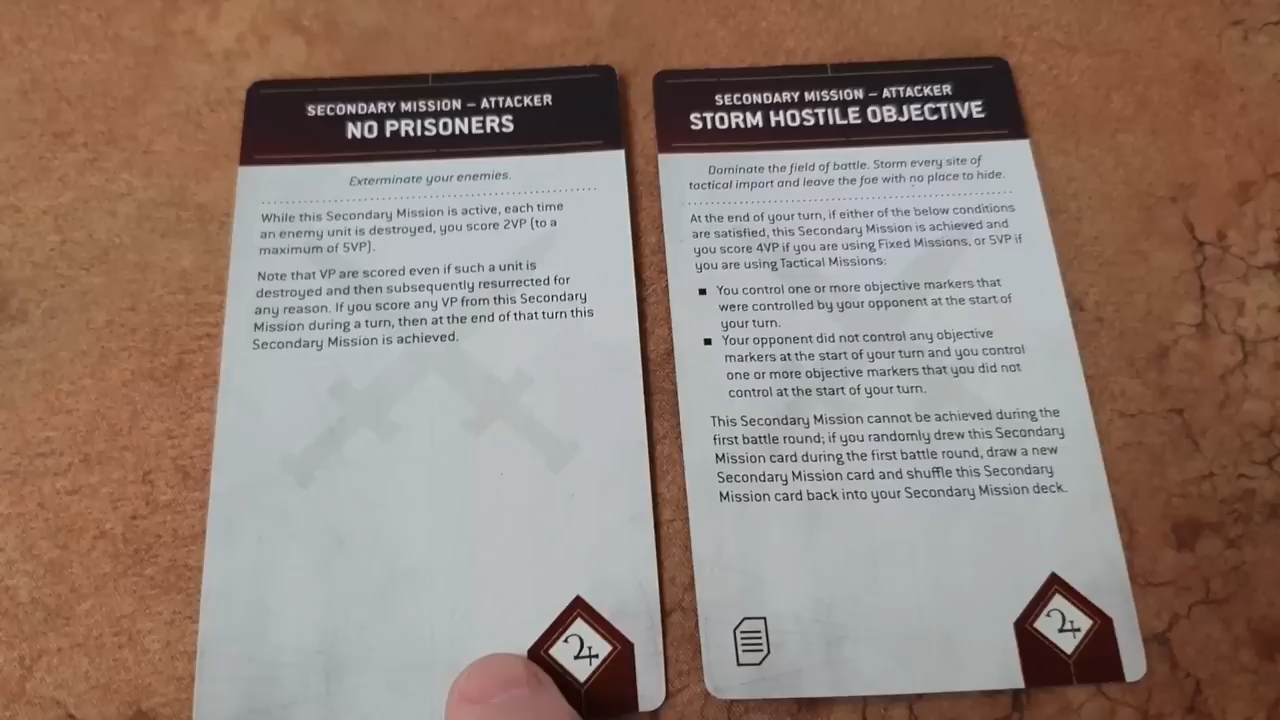 SECONDARY MISSION – ATTACKER
NO PRISONERS
Exterminate your enemies.
While this Secondary Mission is active, each time
an enemy unit is destroyed, you score 2VP (to a
maximum of 5VP).
Note that VP are scored even if such a unit is
destroyed and then subsequently resurrected for
any reason. If you score any VP from this Secondary
Mission during a turn, then at the end of that turn this
Secondary Mission is achieved.
SECONDARY MISSION – ATTACKER
STORM HOSTILE OBJECTIVE
Dominate the field of battle. Storm every site of
tactical import and leave the foe with no place to hide.
At the end of your turn, if either of the below conditions
are satisfied, this Secondary Mission is achieved and
you score 4VP if you are using Fixed Missions, or 5VP if
you are using Tactical Missions:
■ You control one or more objective markers that
were controlled by your opponent at the start of
your turn.
■ Your opponent did not control any objective
markers at the start of your turn and you control
one or more objective markers that you did not
control at the start of your turn.
This Secondary Mission cannot be achieved during the
first battle round; if you randomly drew this Secondary
Mission card during the first battle round, draw a new
Secondary Mission card and shuffle this Secondary
Mission card back into your Secondary Mission deck.